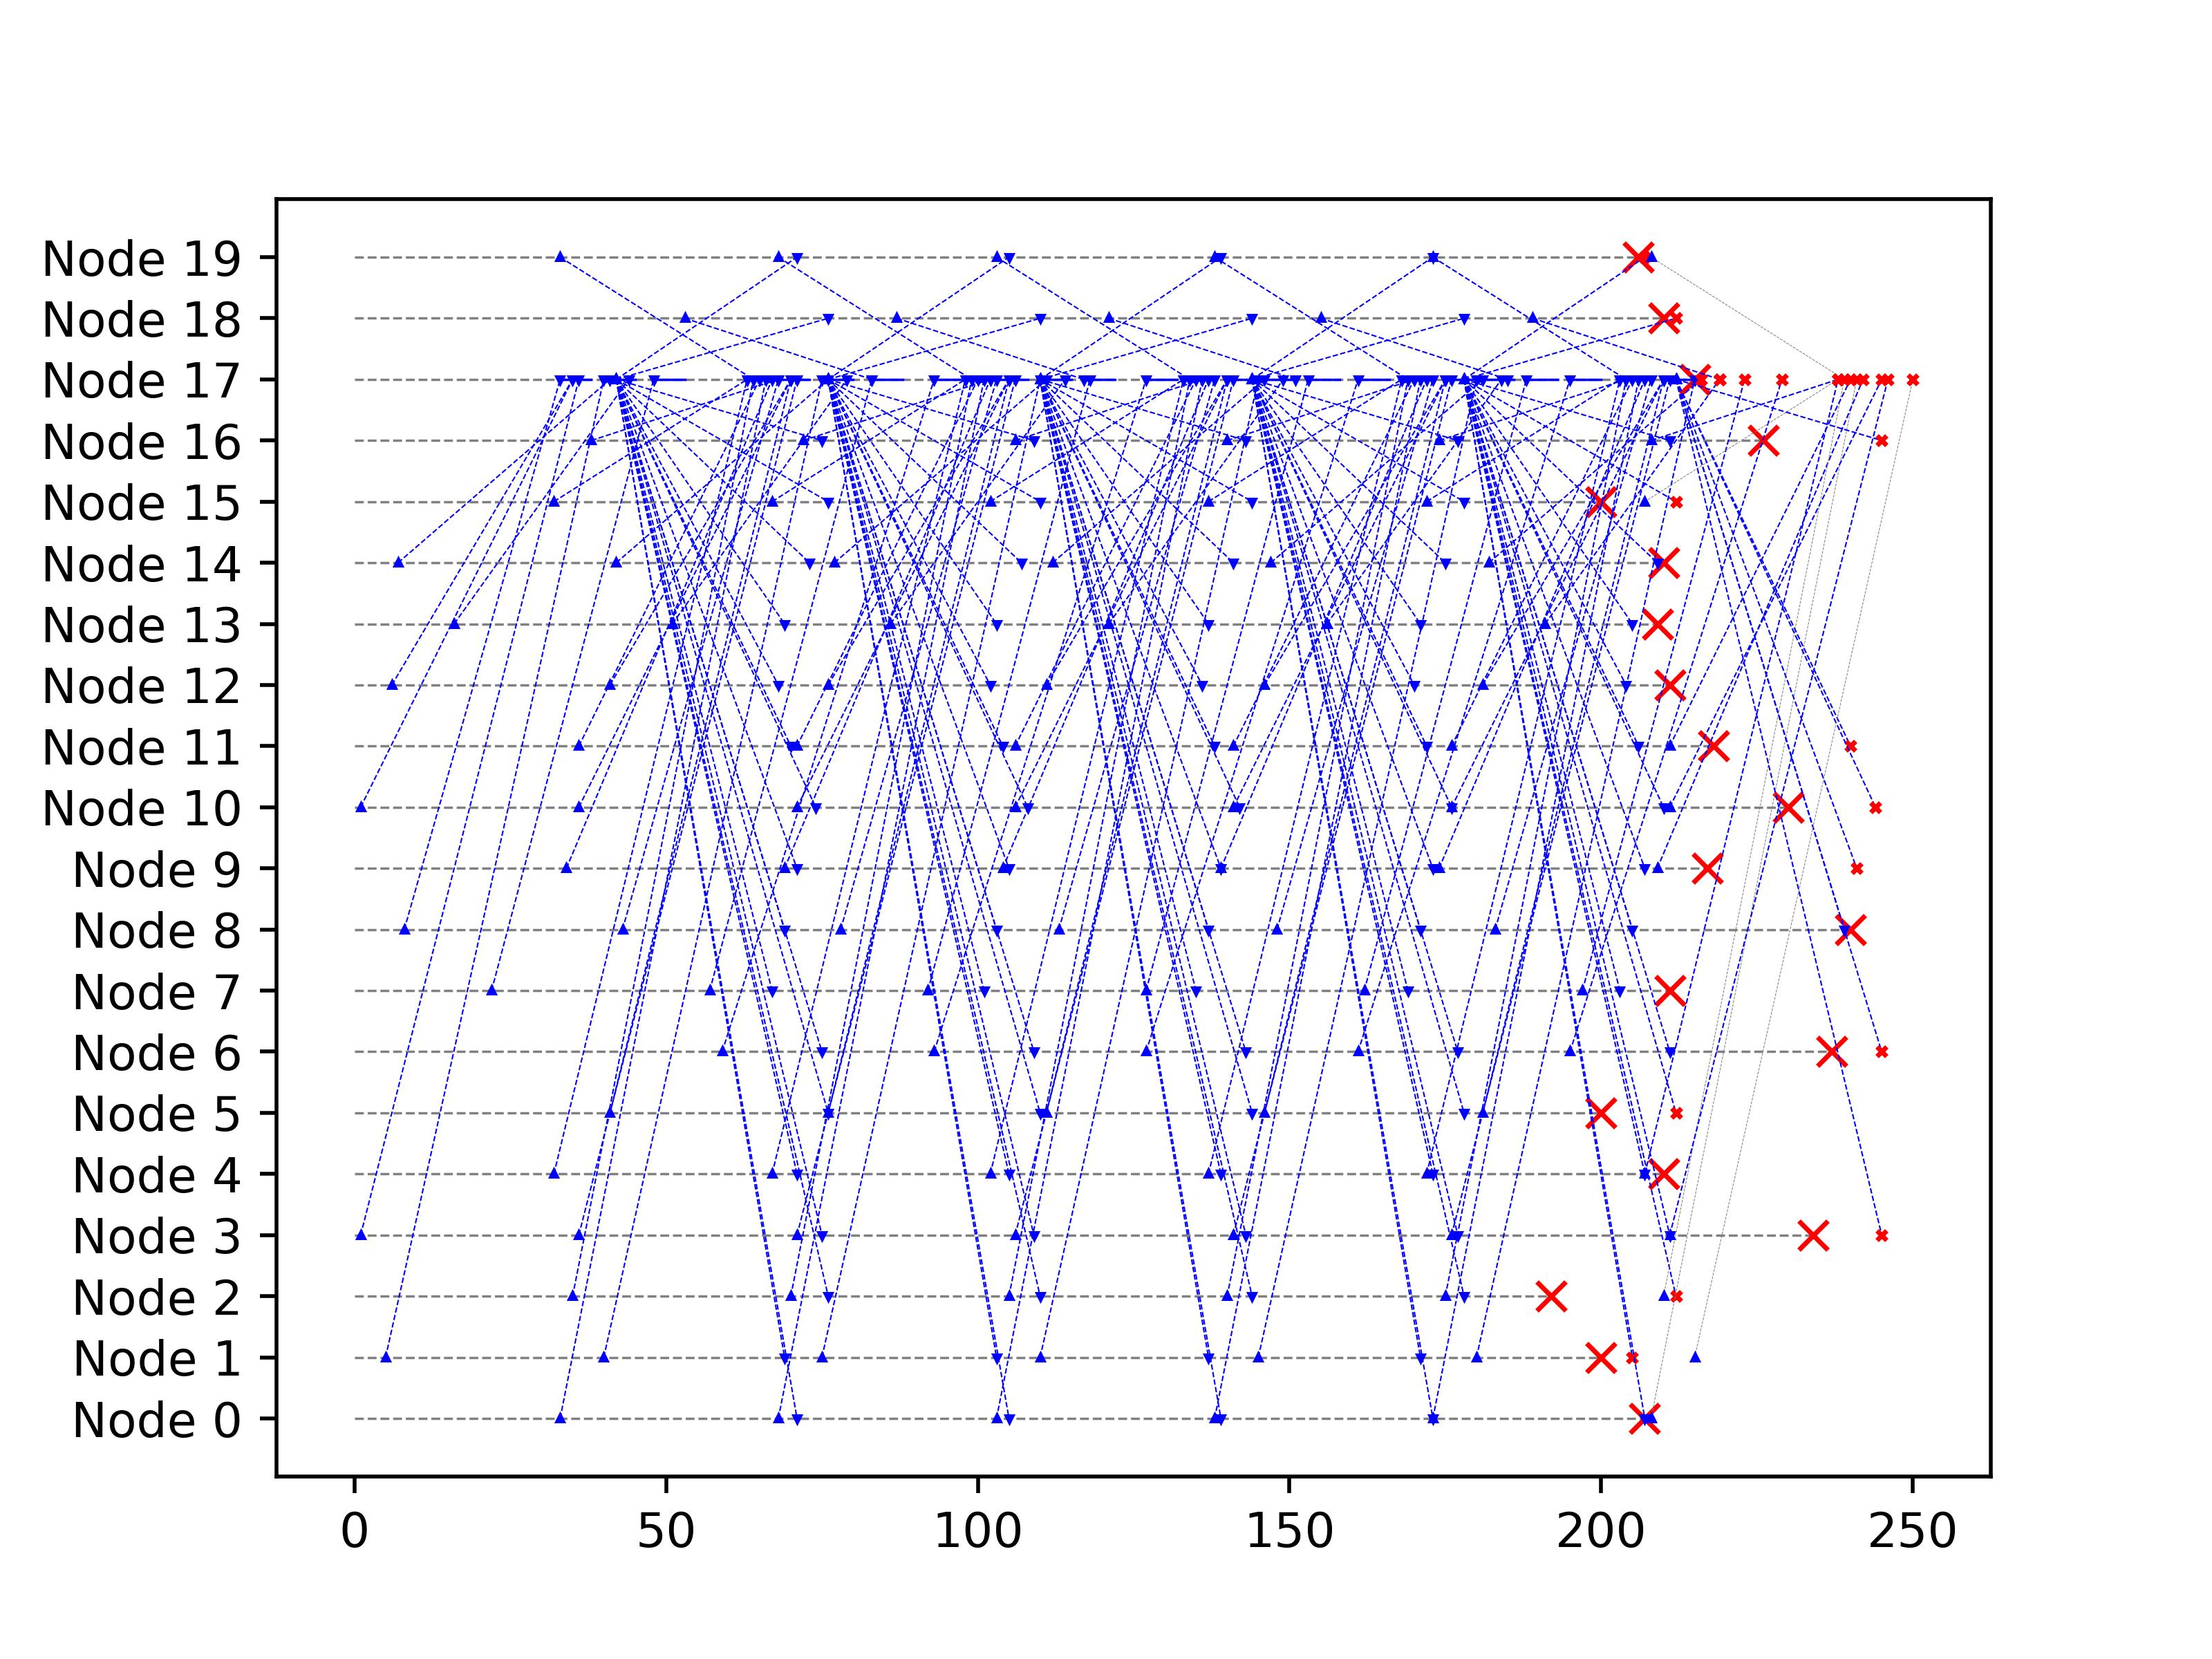 Node 19
Node 18
Node 17
Node 16
Node 15
Node 14
Node 13
Node 12
Node 11
Node 10
Node 9
Node 8
Node 7
Node 6
Node 5
Node 4
Node 3
Node 2
Node 1
Node 0
0 50 100 150 200 250